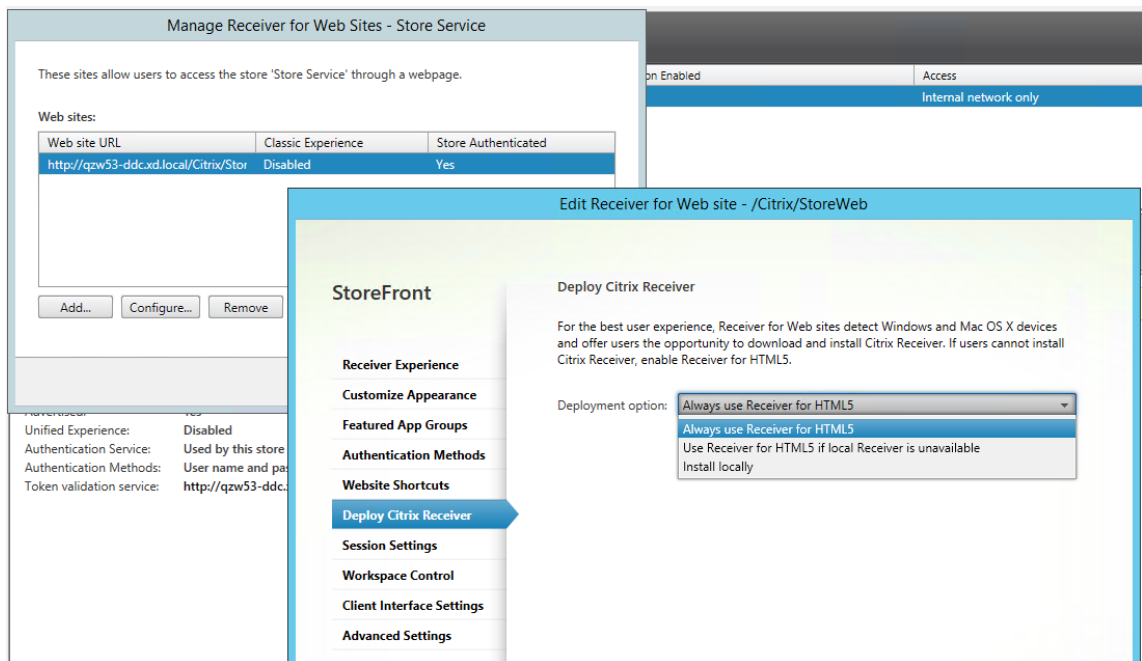 Manage Receiver for Web Sites - Store Service
These sites allow users to access the store 'Store Service' through a webpage.
Web sites:
Web site URL Classic Experience Store Authenticated
http://qzw53-ddc.xd.local/Citrix/Stor Disabled Yes
Add... Configure... Remove
on Enabled Access
Internal network only
Advertised: Yes
Unified Experience: Disabled
Authentication Service: Used by this store
Authentication Methods: User name and pas
Token validation service: http://qzw53-ddc.
Edit Receiver for Web site - /Citrix/StoreWeb
StoreFront
Receiver Experience
Customize Appearance
Featured App Groups
Authentication Methods
Website Shortcuts
Deploy Citrix Receiver
Session Settings
Workspace Control
Client Interface Settings
Advanced Settings
Deploy Citrix Receiver
For the best user experience, Receiver for Web sites detect Windows and Mac OS X devices
and offer users the opportunity to download and install Citrix Receiver. If users cannot install
Citrix Receiver, enable Receiver for HTML5.
Deployment option: Always use Receiver for HTML5
Always use Receiver for HTML5
Use Receiver for HTML5 if local Receiver is unavailable
Install locally